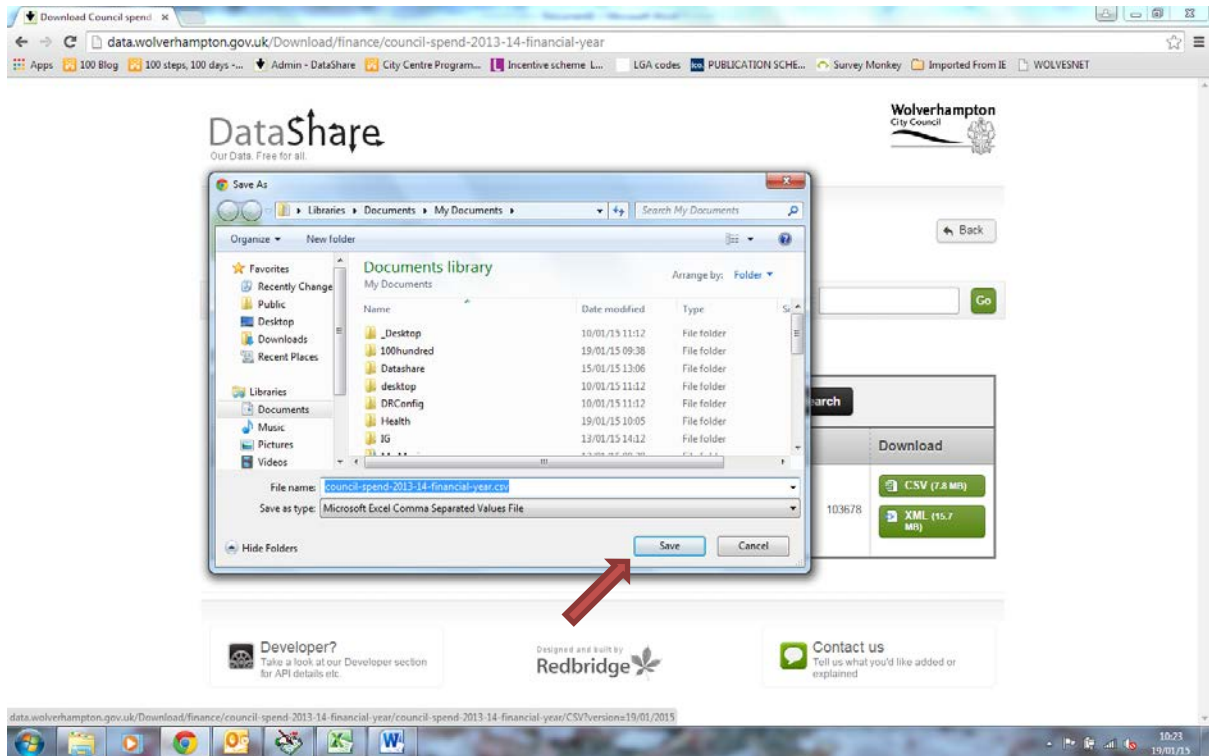 Download Council spend
data.wolverhampton.gov.uk/Download/finance/council-spend-2013-14-financial-year
Apps 100 Blog 100 steps, 100 days -... Admin - DataShare City Centre Program... Incentive scheme L... LGA codes ico. PUBLICATION SCHE... Survey Monkey Imported From IE WOLVESNET
DataShare
Our Data. Free for all.
Wolverhampton
City Council
Save As
Libraries Documents My Documents
Search My Documents
Organize New folder
Back
Favorites
Recently Change
Public
Desktop
Downloads
Recent Places
Libraries
Documents
Music
Pictures
Videos
Documents library
My Documents
Arrange by: Folder
Name Date modified Type
_Desktop 10/01/15 11:12 File folder
100hundred 19/01/15 09:38 File folder
Datashare 15/01/15 13:06 File folder
desktop 10/01/15 11:12 File folder
DRConfig 10/01/15 11:12 File folder
Health 19/01/15 10:05 File folder
IG 13/01/15 14:12 File folder
Go
File name: council-spend-2013-14-financial-year.csv
Save as type: Microsoft Excel Comma Separated Values File
Hide Folders Save Cancel
Download
103678
CSV (7.8 MB)
XML (15.7
MB)
Developer?
Take a look at our Developer section
for API details etc.
Designed and built by
Redbridge
Contact us
Tell us what you'd like added or
explained
data.wolverhampton.gov.uk/Download/finance/council-spend-2013-14-financial-year/council-spend-2013-14-financial-year/CSV?version=19/01/2015
10:23
19/01/15